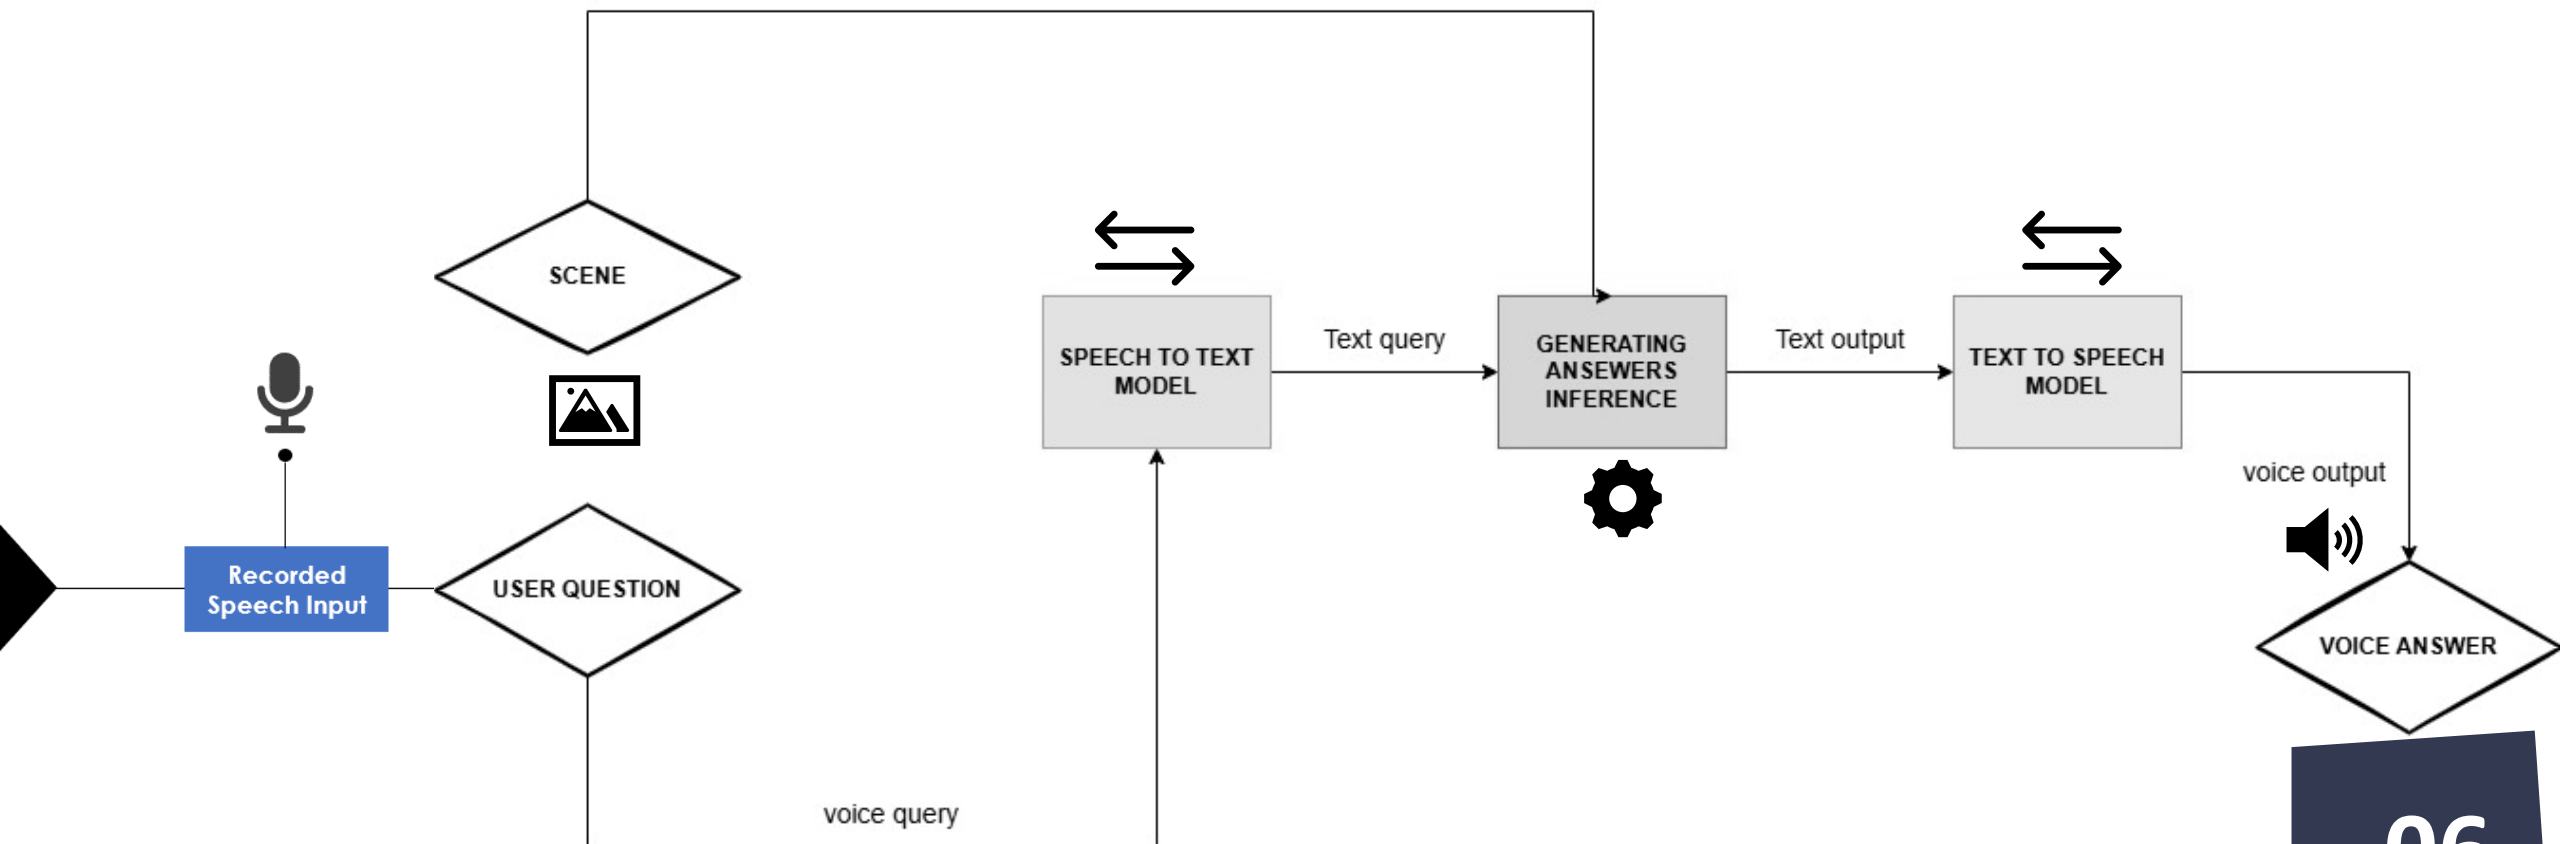 SCENE
Recorded
Speech Input
USER QUESTION
voice query
SPEECH TO TEXT
MODEL
Text query
GENERATING
ANSEWERS
INFERENCE
Text output
TEXT TO SPEECH
MODEL
voice output
VOICE ANSWER
06